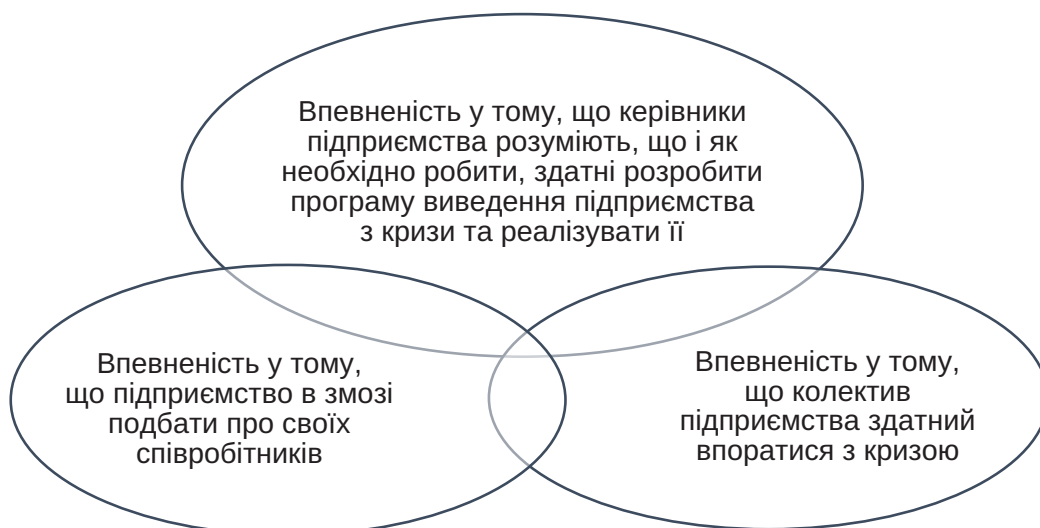 Впевненість у тому, що керівники
підприємства розуміють, що і як
необхідно робити, здатні розробити
програму виведення підприємства
з кризи та реалізувати її
Впевненість у тому,
що підприємство в змозі
подбати про своїх
співробітників
Впевненість у тому,
що колектив
підприємства здатний
впоратися з кризою